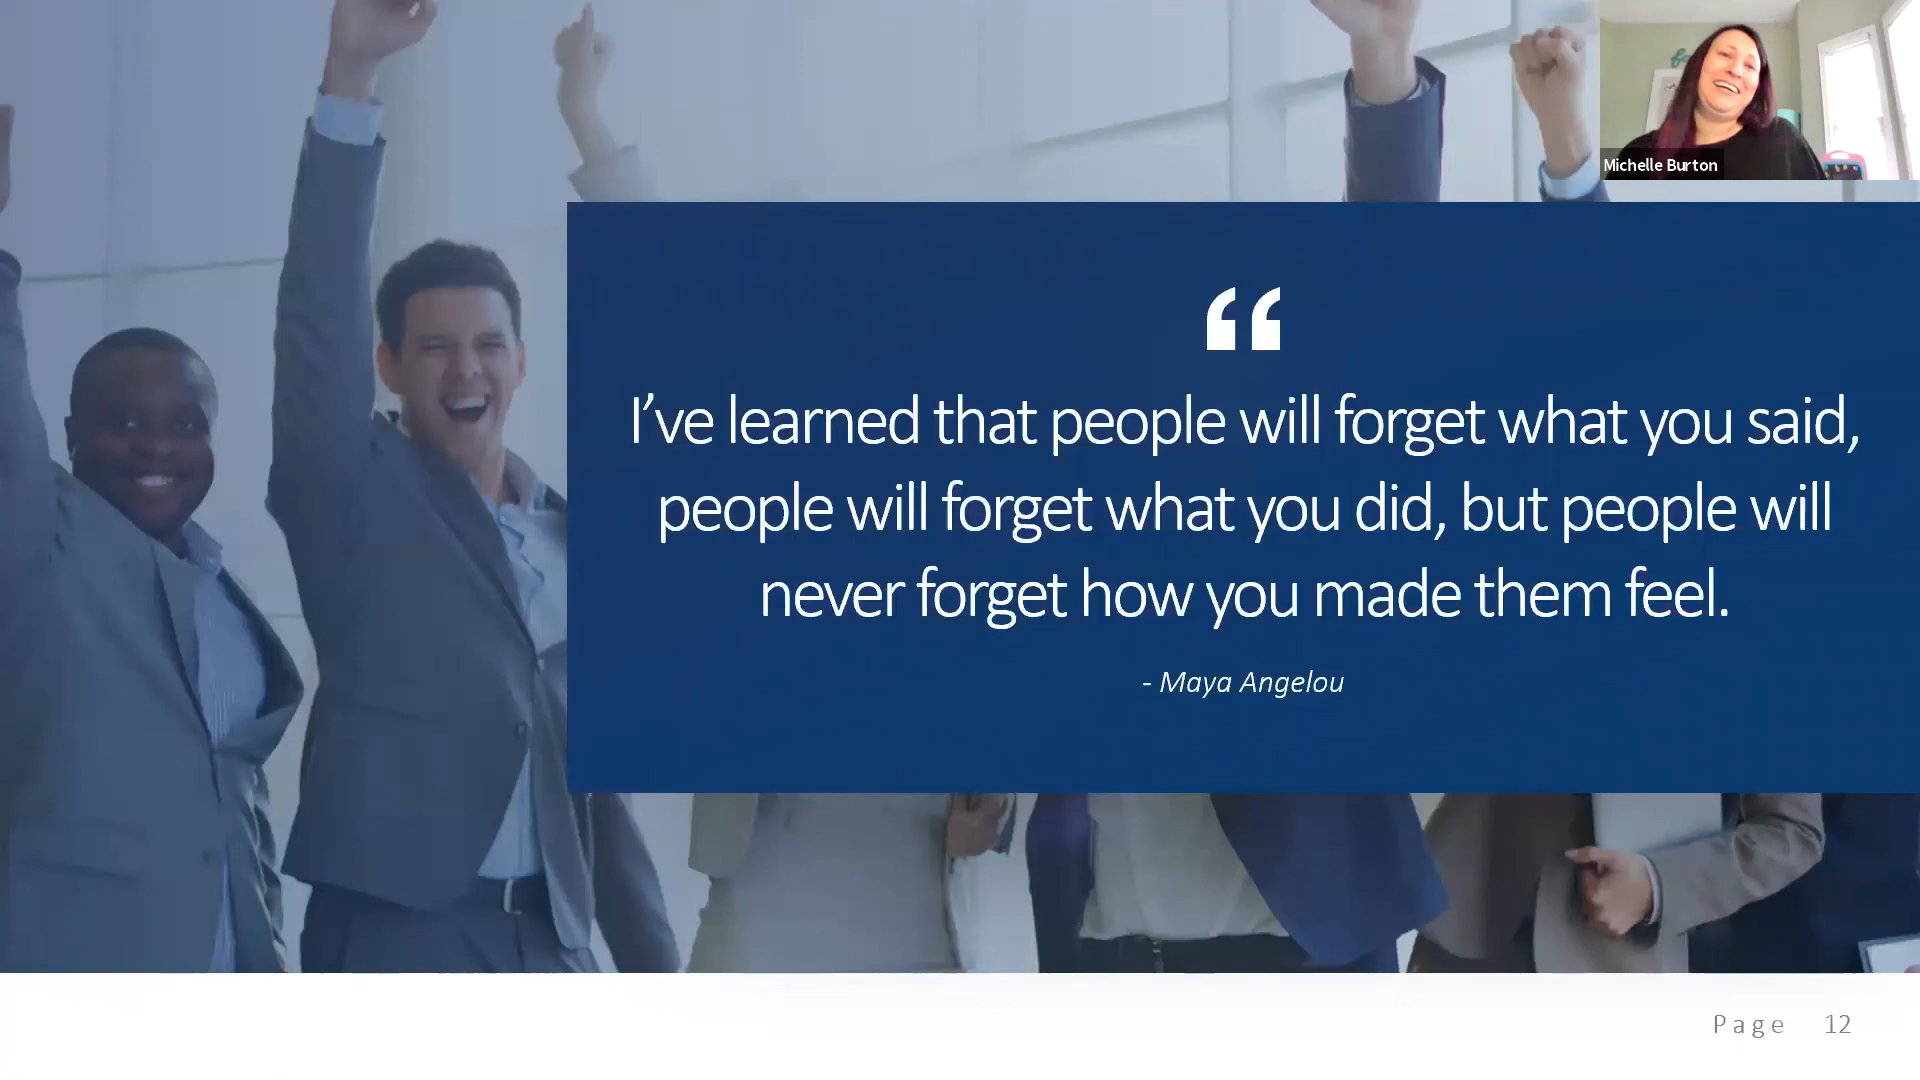 Michelle Burton
“
I’ve learned that people will forget what you said,
people will forget what you did, but people will
never forget how you made them feel.
- Maya Angelou
Page 12